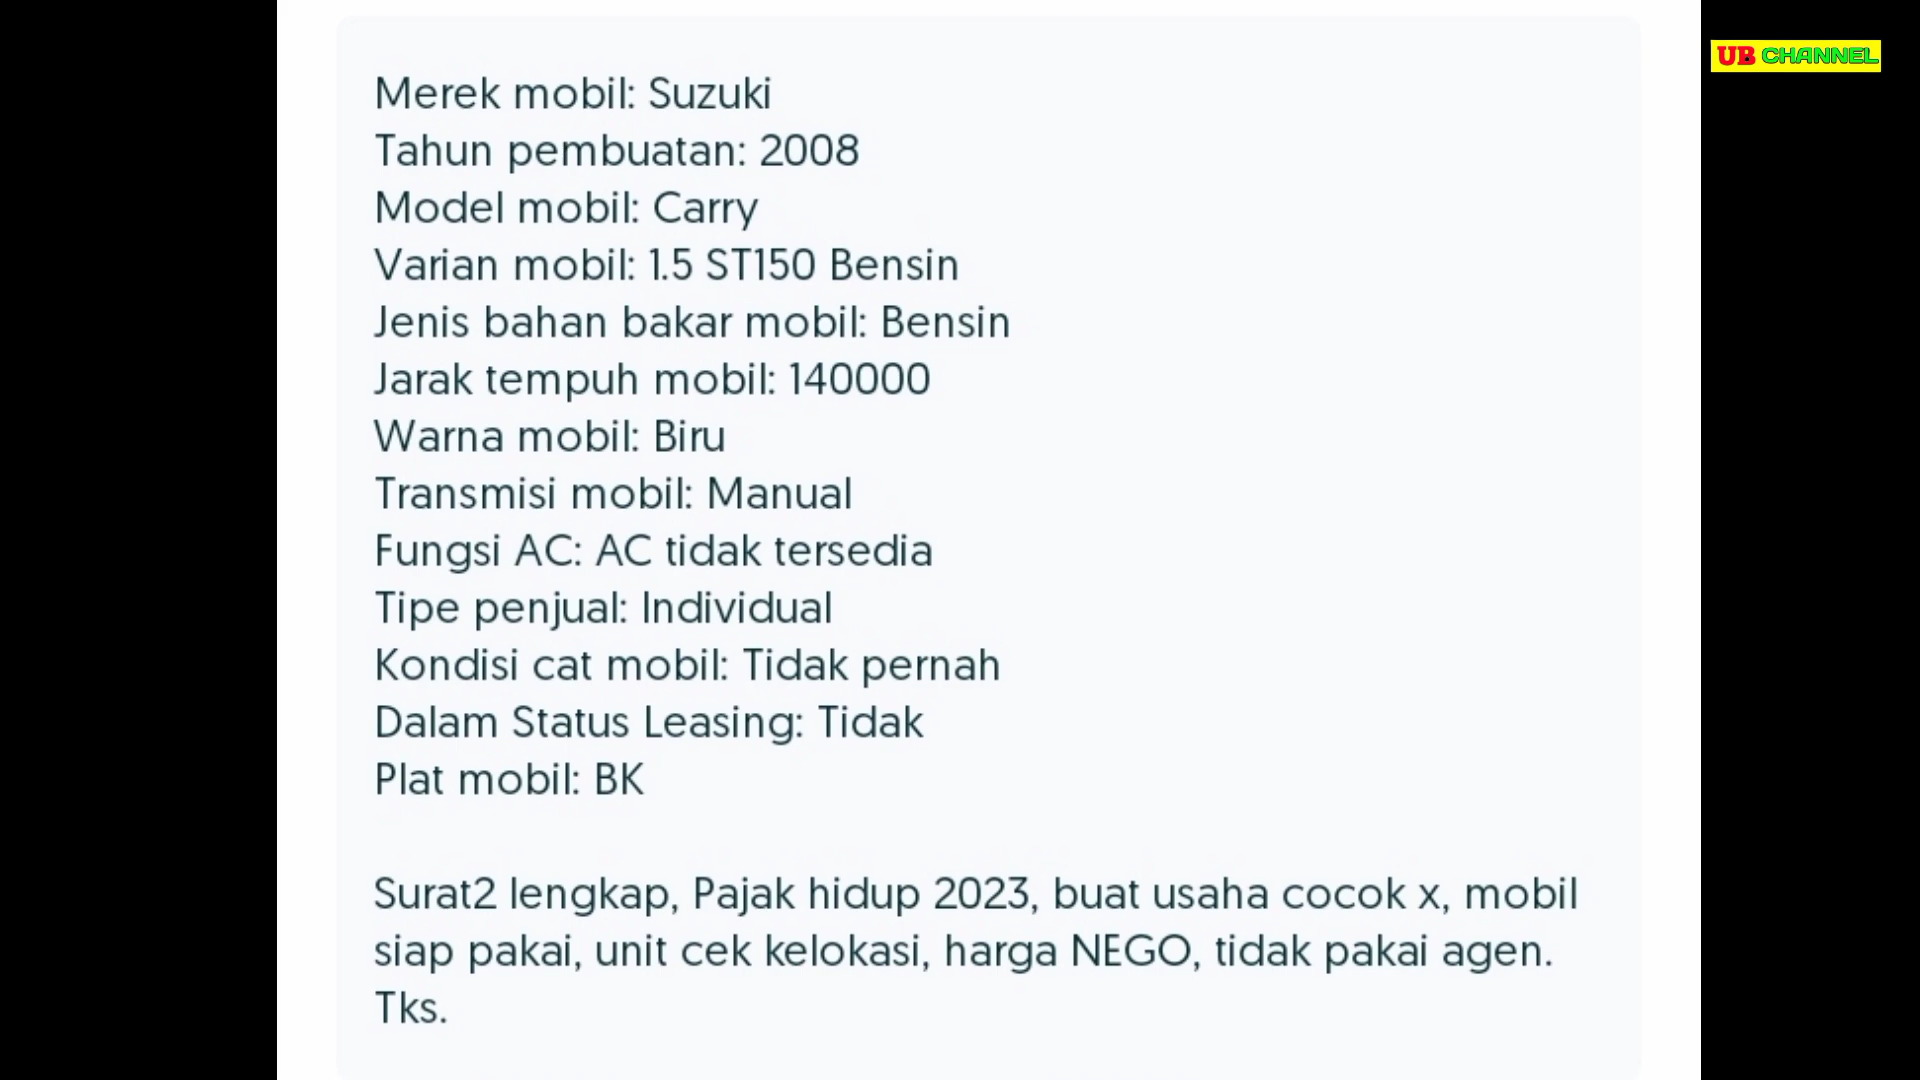 UB CHANNEL
Merek mobil: Suzuki
Tahun pembuatan: 2008
Model mobil: Carry
Varian mobil: 1.5 ST150 Bensin
Jenis bahan bakar mobil: Bensin
Jarak tempuh mobil: 140000
Warna mobil: Biru
Transmisi mobil: Manual
Fungsi AC: AC tidak tersedia
Tipe penjual: Individual
Kondisi cat mobil: Tidak pernah
Dalam Status Leasing: Tidak
Plat mobil: BK
Surat2 lengkap, Pajak hidup 2023, buat usaha cocok x, mobil
siap pakai, unit cek kelokasi, harga NEGO, tidak pakai agen.
Tks.